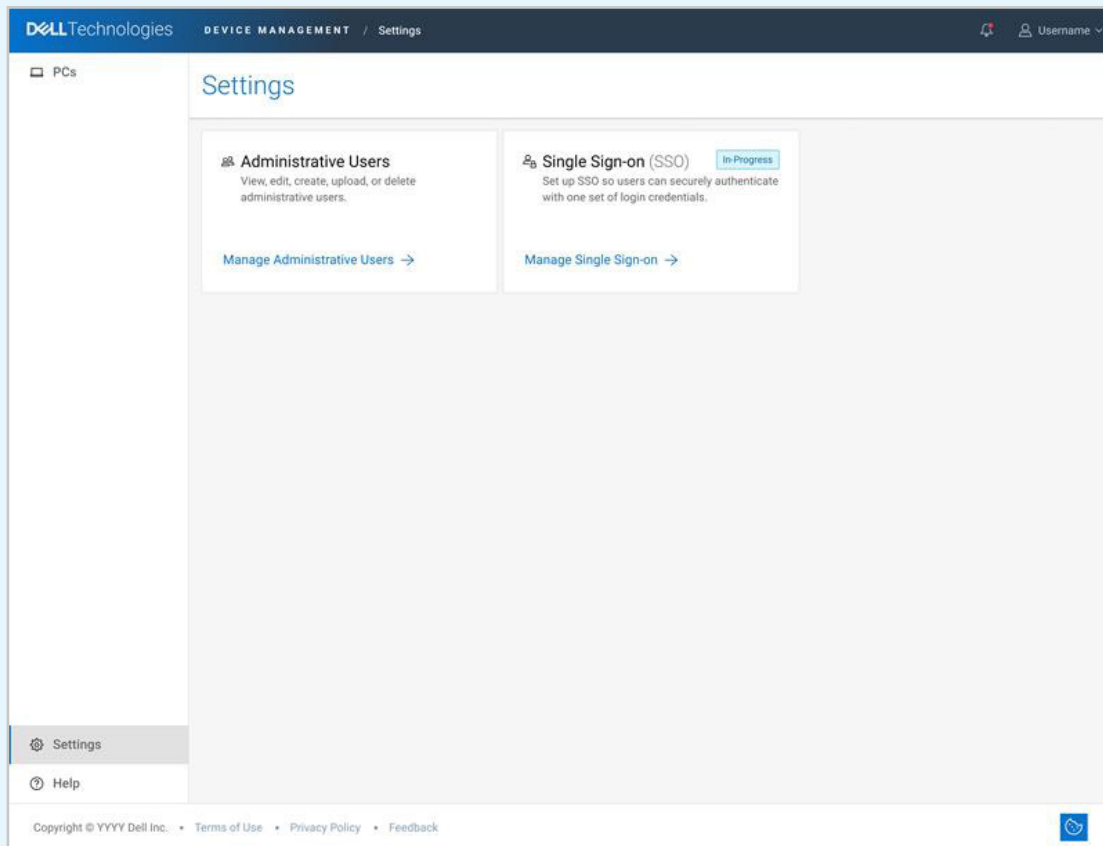 DELLTechnologies DEVICE MANAGEMENT / Settings Username
PCs
Settings
Administrative Users
View, edit, create, upload, or delete
administrative users.
Manage Administrative Users →
Single Sign-on (SSO) In-Progress
Set up SSO so users can securely authenticate
with one set of login credentials.
Manage Single Sign-on →
Settings
Help
Copyright © YYYY Dell Inc. • Terms of Use • Privacy Policy • Feedback